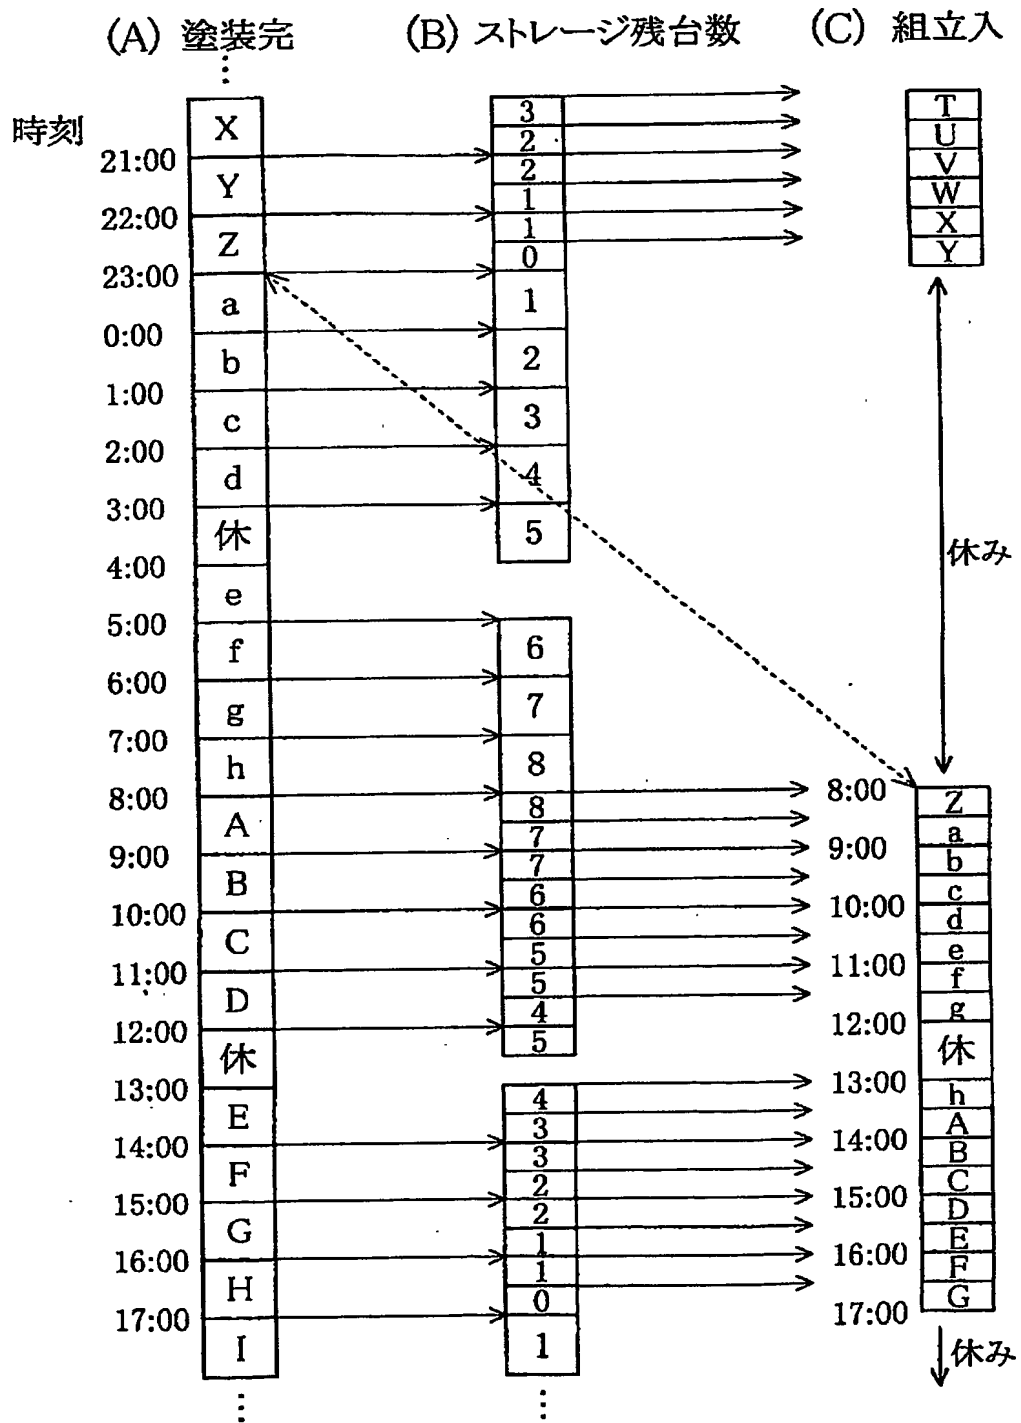 (A) 塗装完 (B) ストレージ残台数 (C) 組立入
時刻
X
21:00
Y
22:00
Z
23:00
a
0:00
b
1:00
c
2:00
d
3:00
休
4:00
e
5:00
f
6:00
g
7:00
h
8:00
A
9:00
B
10:00
C
11:00
D
12:00
休
13:00
E
14:00
F
15:00
G
16:00
H
17:00
I
3
2
2
1
1
0
1
2
3
4
5
6
7
8
8
7
7
6
6
5
5
4
5
4
3
3
2
2
1
1
0
1
T
U
V
W
X
Y
休み
8:00
Z
a
9:00
b
c
10:00
d
e
11:00
f
g
12:00
休
13:00
h
A
14:00
B
C
15:00
D
E
16:00
F
G
17:00
休み